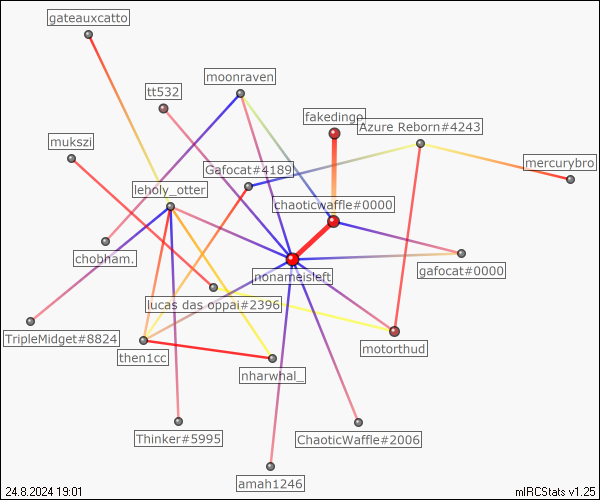 gateauxcatto
moonraven
tt532
fakedingo
Azure Reborn#4243
mukszi
mercurybro
Gafocat#4189
leholy_otter
chaoticwaffle#0000
chobham.
gafocat#0000
nonameisleft
lucas das oppai#2396
TripleMidget#8824
motorthud
then1cc
nharwhal_
Thinker#5995
ChaoticWaffle#2006
amah1246
24.8.2024 19:01
mIRCStats v1.25